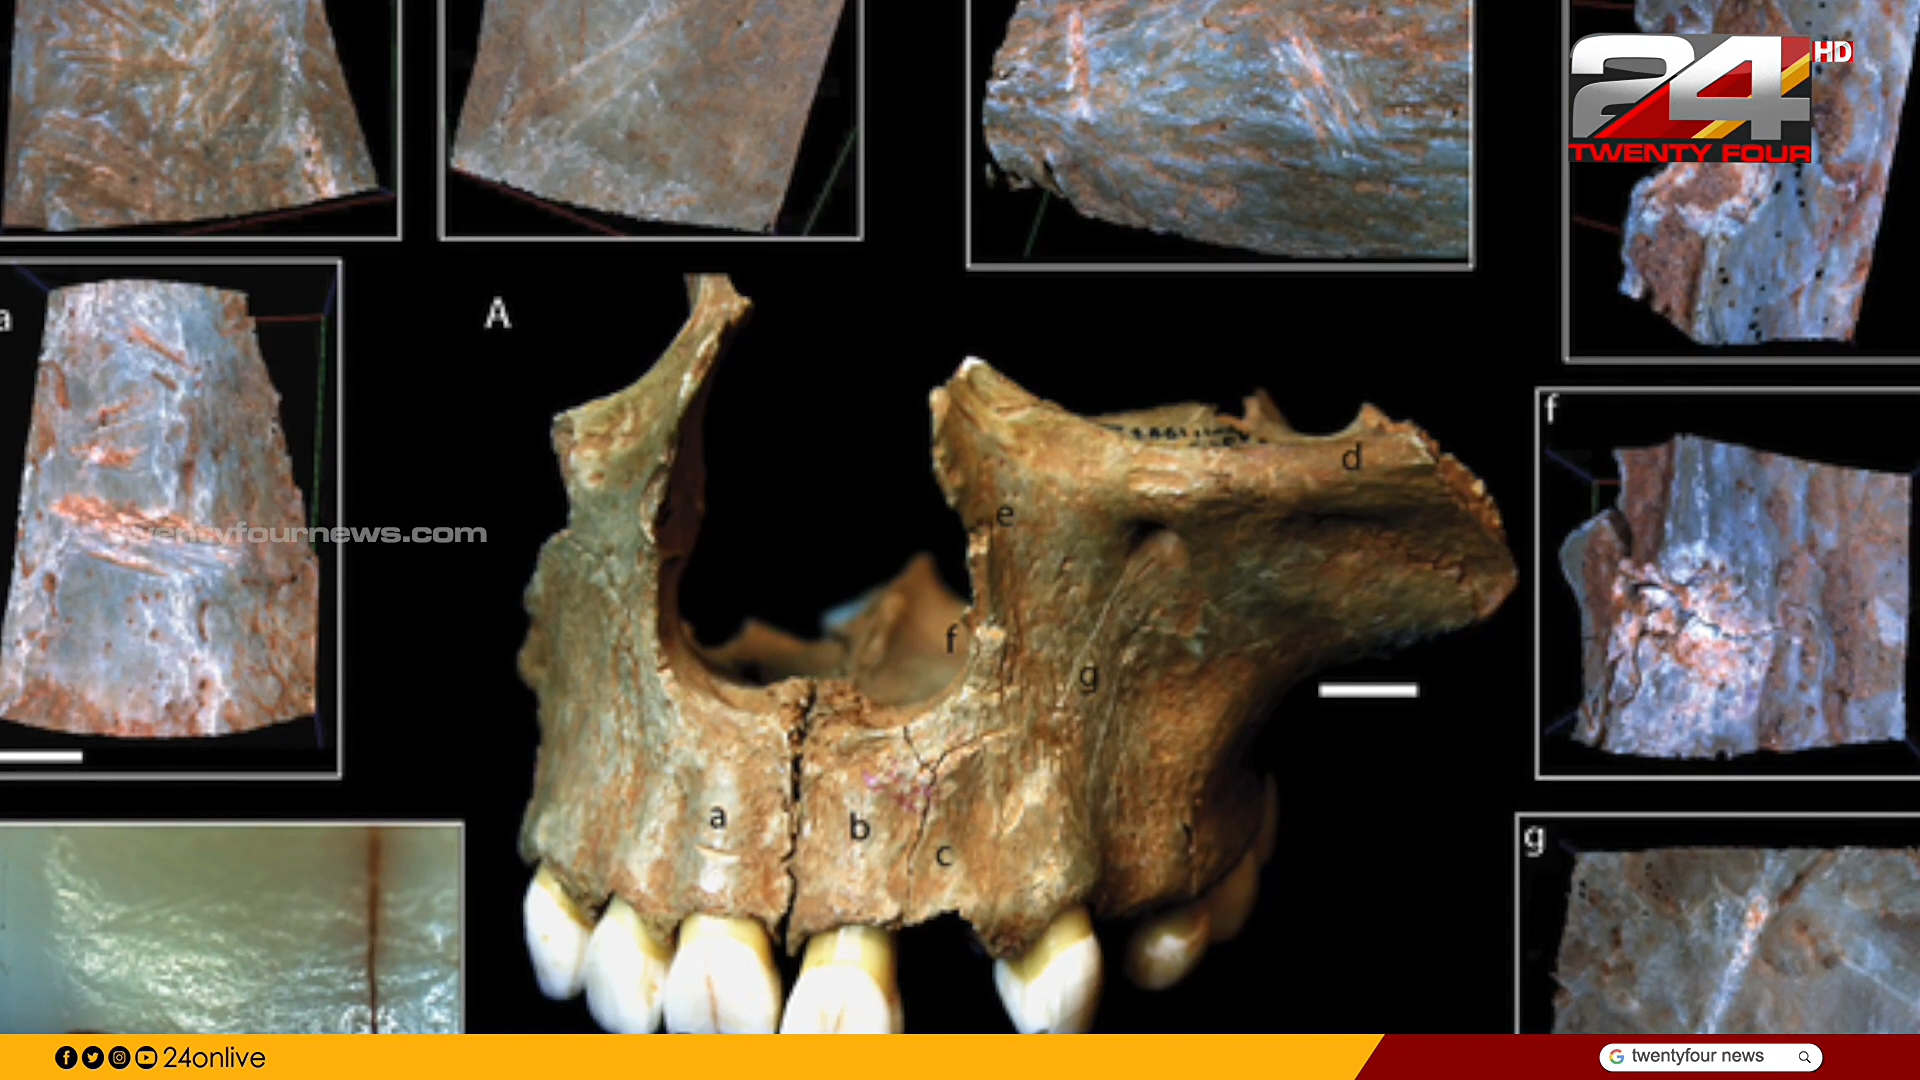 24 HD
TWENTY FOUR
a
A
f
d
e
twentyfournews.com
f
g
a
b
c
g
24onlive
twentyfour news